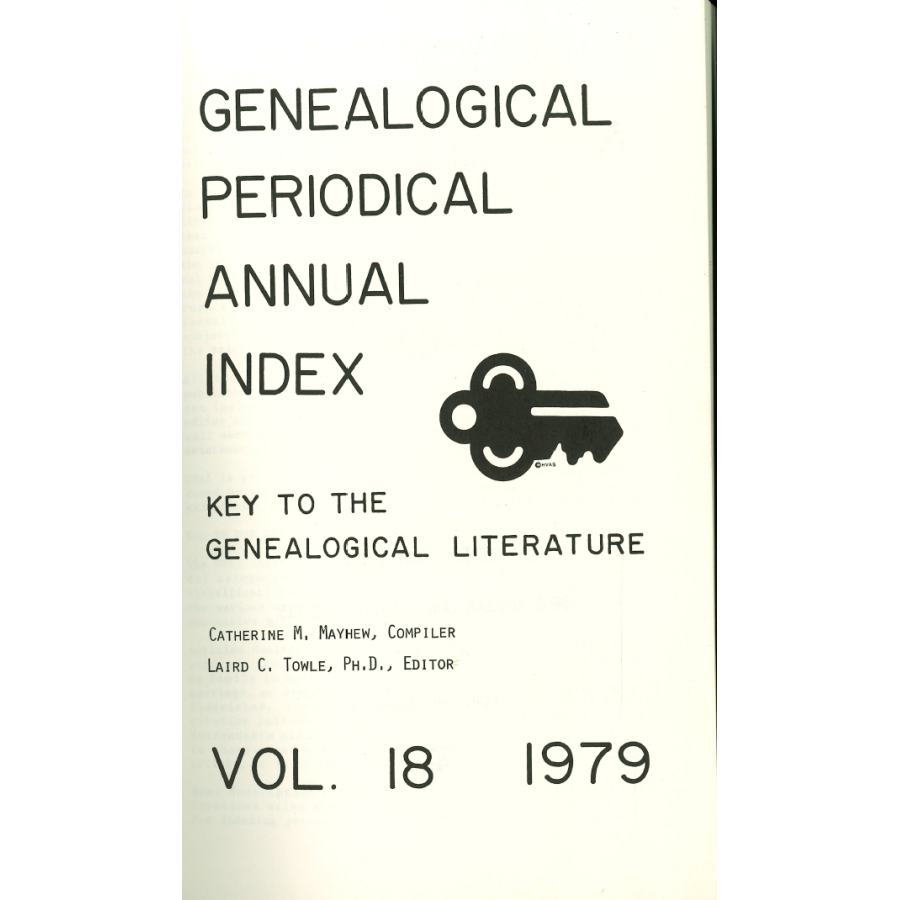 GENEALOGICAL
PERIODICAL
ANNUAL
INDEX
©HVAS
KEY TO THE
GENEALOGICAL LITERATURE
CATHERINE M. MAYHEW, COMPILER
LAIRD C. TOWLE, PH.D., EDITOR
VOL. 18 1979